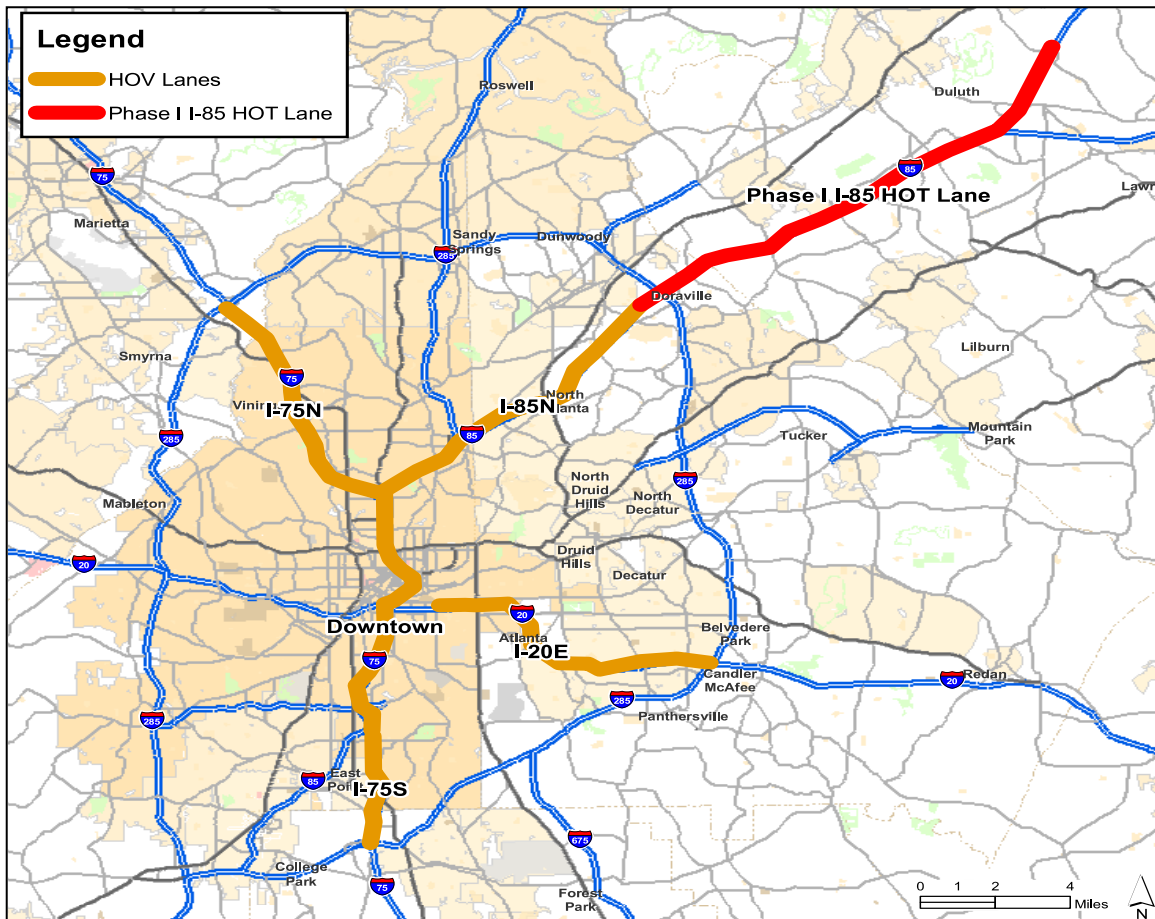 Legend
HOV Lanes
Phase I I-85 HOT Lane
Roswell
Duluth
75
85
Phase I I-85 HOT Lane
Marietta
Sandy
Springs
Dunwoody
285
Doraville
Smyrna
Lilburn
75
I-75N
I-85N
North
85
285
Tucker
Mountain
Park
Mableton
North
Druid
Hills
285
North
Decatur
20
Druid
Hills
Decatur
20
Downtown
Atlanta
I-20E
Belvedere
Park
75
Candler
McAfee
Redan
20
285
Panthersville
285
85
East
I-75S
675
College
Park
75
Forest
Park
0 1 2 4
Miles
N